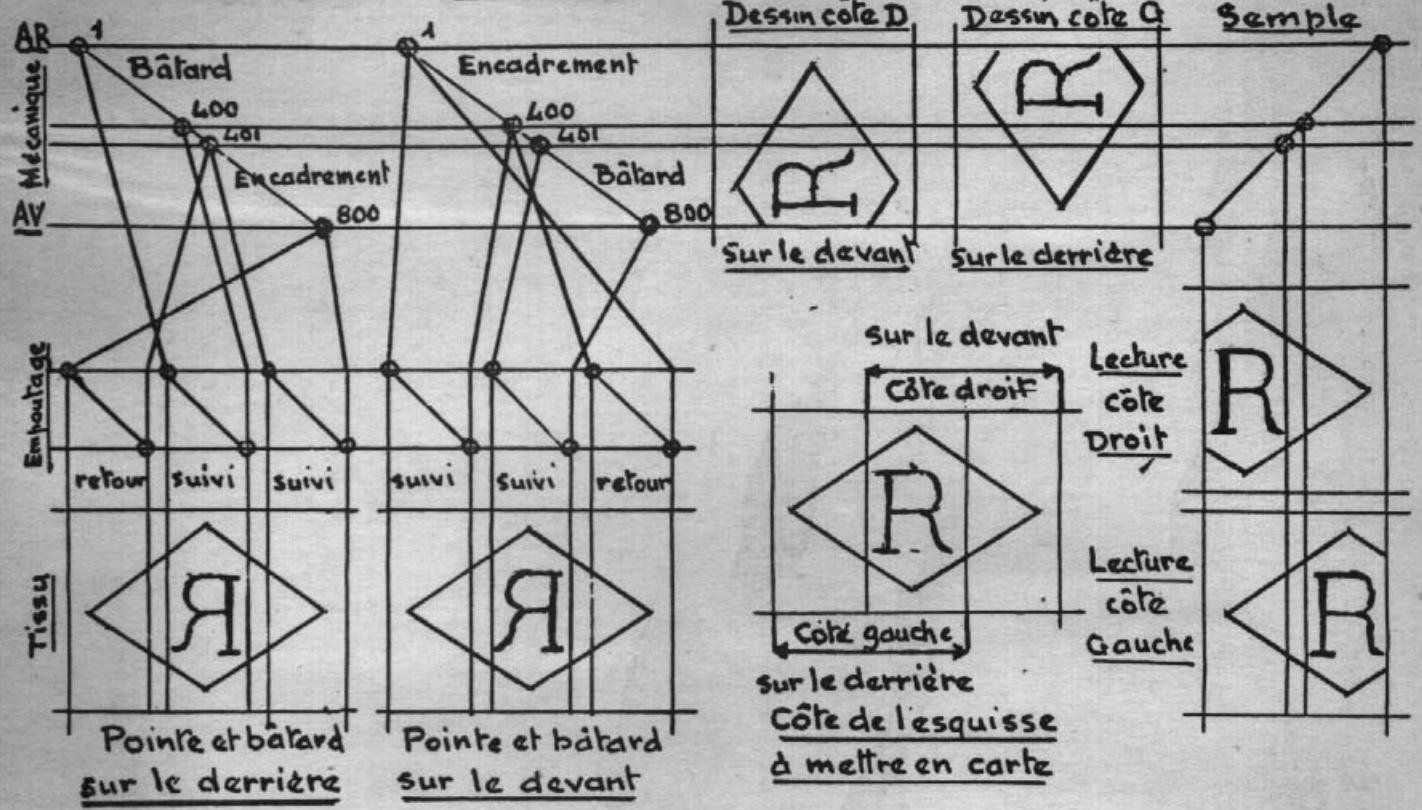 AR
Mécanique
AV
Empoutage
Tissu
1
Bâtard
400
401
Encadrement
800
retour suivi suivi
R
Pointe et bâtard
sur le derrière
1
Encadrement
400
401
Bâtard
800
suivi suivi retour
R
Pointe et bâtard
sur le devant
Dessin côté D
R
Sur le devant
Dessin côté G
R
Sur le derrière
sur le devant
Côté droit
R
Côté gauche
sur le derrière
Côté de l'esquisse
à mettre en carte
Semple
Lecture
côté
Droit
R
Lecture
côté
Gauche
R